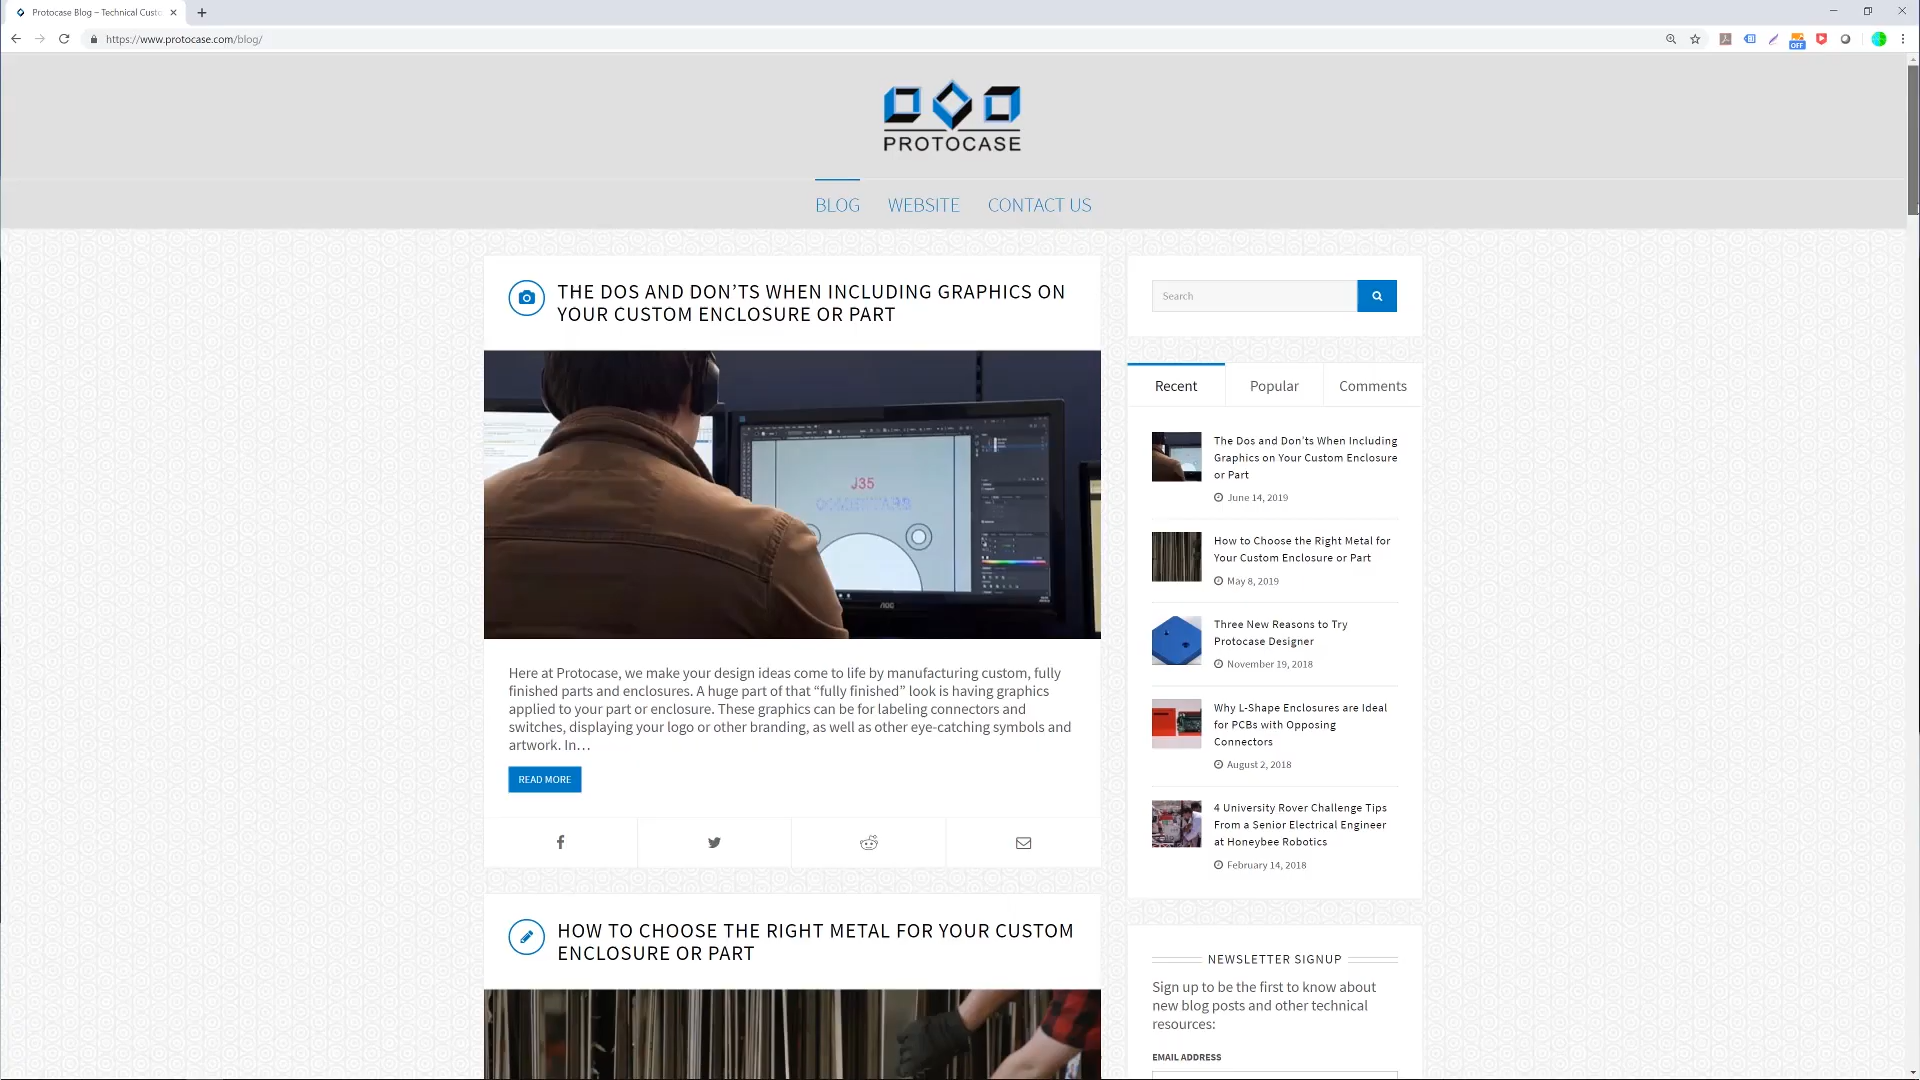 Protocase Blog – Technical Custo
https://www.protocase.com/blog/
OFF
PROTOCASE
BLOG
WEBSITE
CONTACT US
THE DOS AND DON’TS WHEN INCLUDING GRAPHICS ON
YOUR CUSTOM ENCLOSURE OR PART
J35
AOC
Here at Protocase, we make your design ideas come to life by manufacturing custom, fully
finished parts and enclosures. A huge part of that “fully finished” look is having graphics
applied to your part or enclosure. These graphics can be for labeling connectors and
switches, displaying your logo or other branding, as well as other eye-catching symbols and
artwork. In…
READ MORE
HOW TO CHOOSE THE RIGHT METAL FOR YOUR CUSTOM
ENCLOSURE OR PART
Search
Recent
Popular
Comments
The Dos and Don’ts When Including
Graphics on Your Custom Enclosure
or Part
June 14, 2019
How to Choose the Right Metal for
Your Custom Enclosure or Part
May 8, 2019
Three New Reasons to Try
Protocase Designer
November 19, 2018
Why L-Shape Enclosures are Ideal
for PCBs with Opposing
Connectors
August 2, 2018
4 University Rover Challenge Tips
From a Senior Electrical Engineer
at Honeybee Robotics
February 14, 2018
NEWSLETTER SIGNUP
Sign up to be the first to know about
new blog posts and other technical
resources:
EMAIL ADDRESS